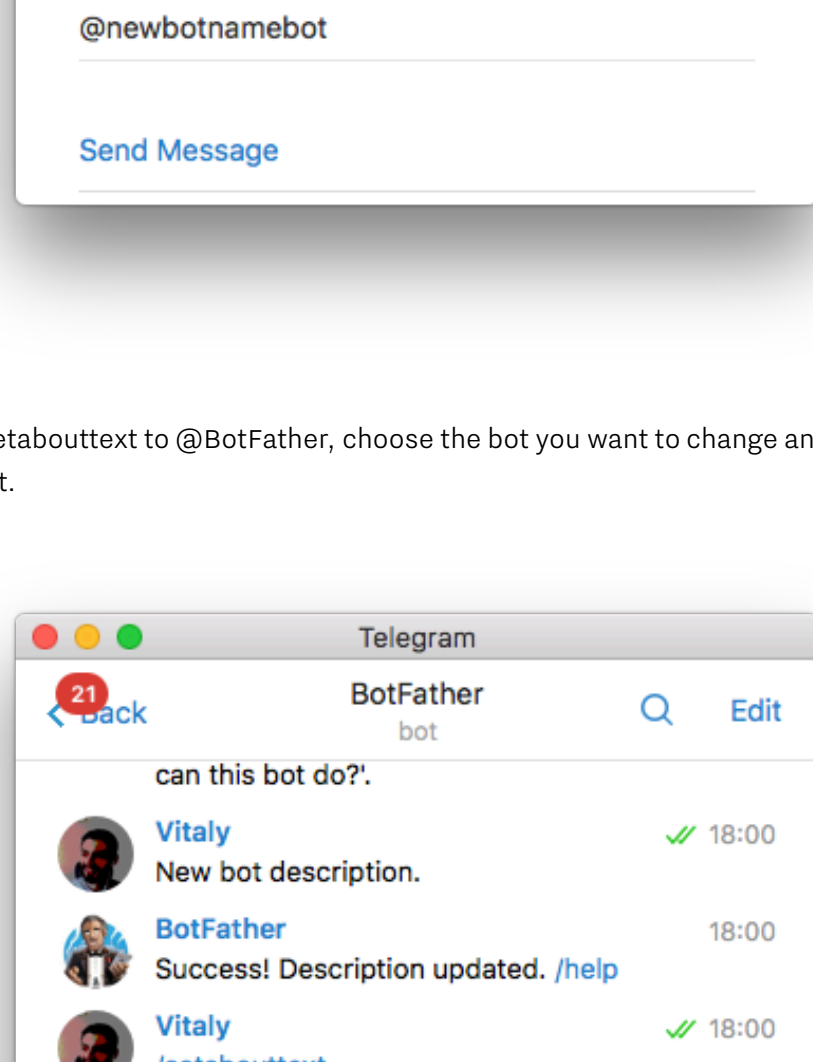 @newbotnamebot
Send Message
etabouttext to @BotFather, choose the bot you want to change an
t.
Telegram
21
Back
BotFather
Edit
bot
can this bot do?'.
Vitaly
18:00
New bot description.
BotFather
18:00
Success! Description updated. /help
Vitaly
18:00
/setabouttext